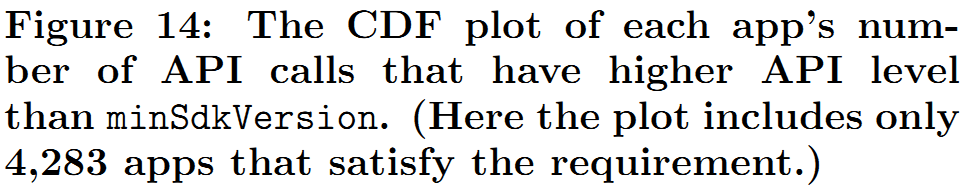 Figure 14: The CDF plot of each app's num-
ber of API calls that have higher API level
than minSdkVersion. (Here the plot includes only
4,283 apps that satisfy the requirement.)